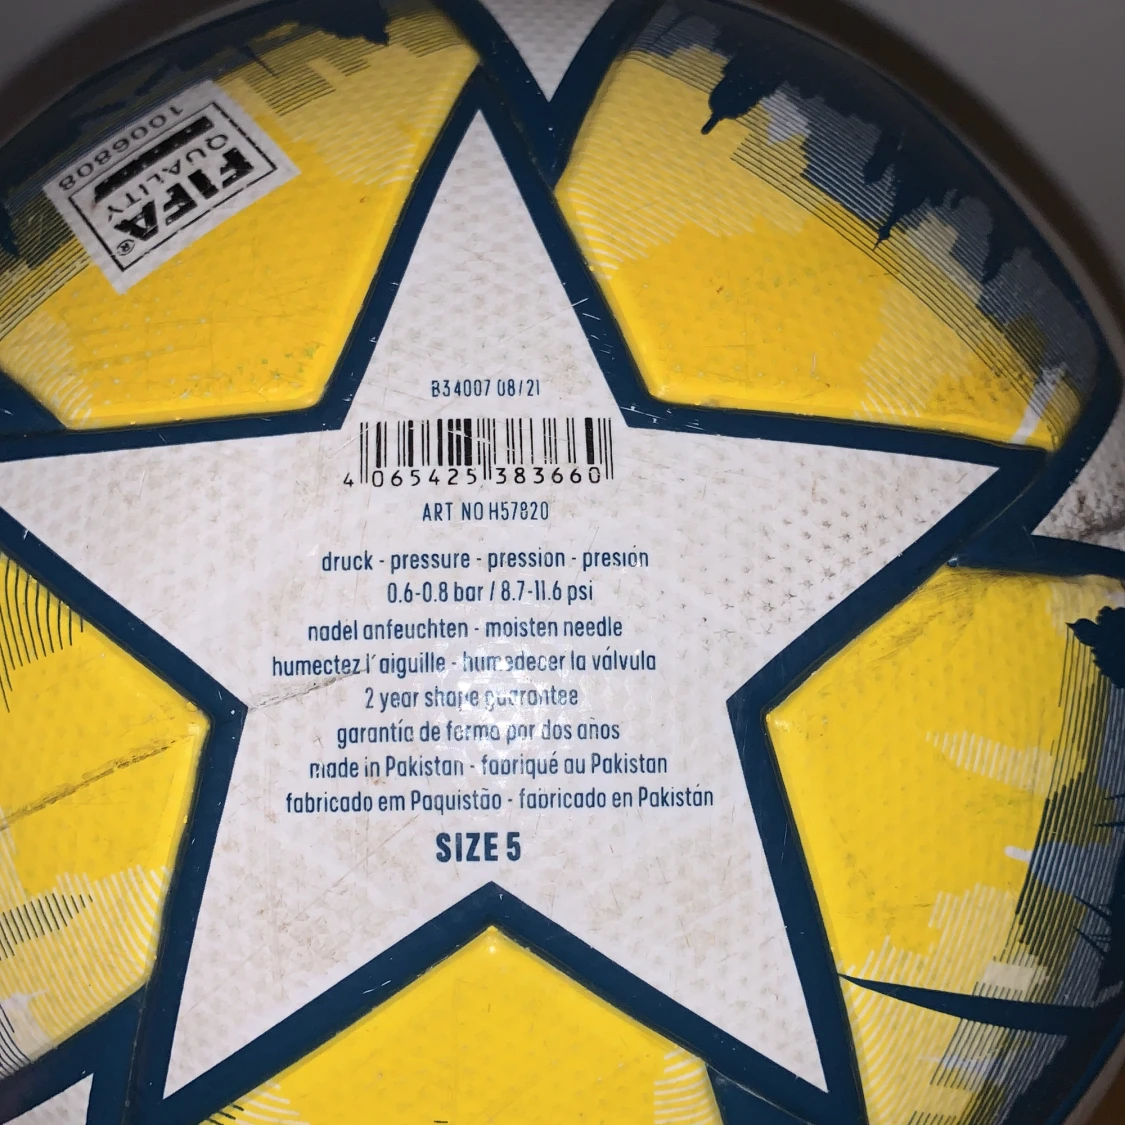 FIFA®
QUALITY
1006808
B34007 08/21
4 065425 383660
ART NO H57820
druck - pressure - pression - presión
0.6-0.8 bar / 8.7-11.6 psi
nadel anfeuchten - moisten needle
humectez l'aiguille - humedecer la válvula
2 year shape guarantee
garantía de forma por dos años
made in Pakistan - fabriqué au Pakistan
fabricado em Paquistão - fabricado en Pakistán
SIZE 5